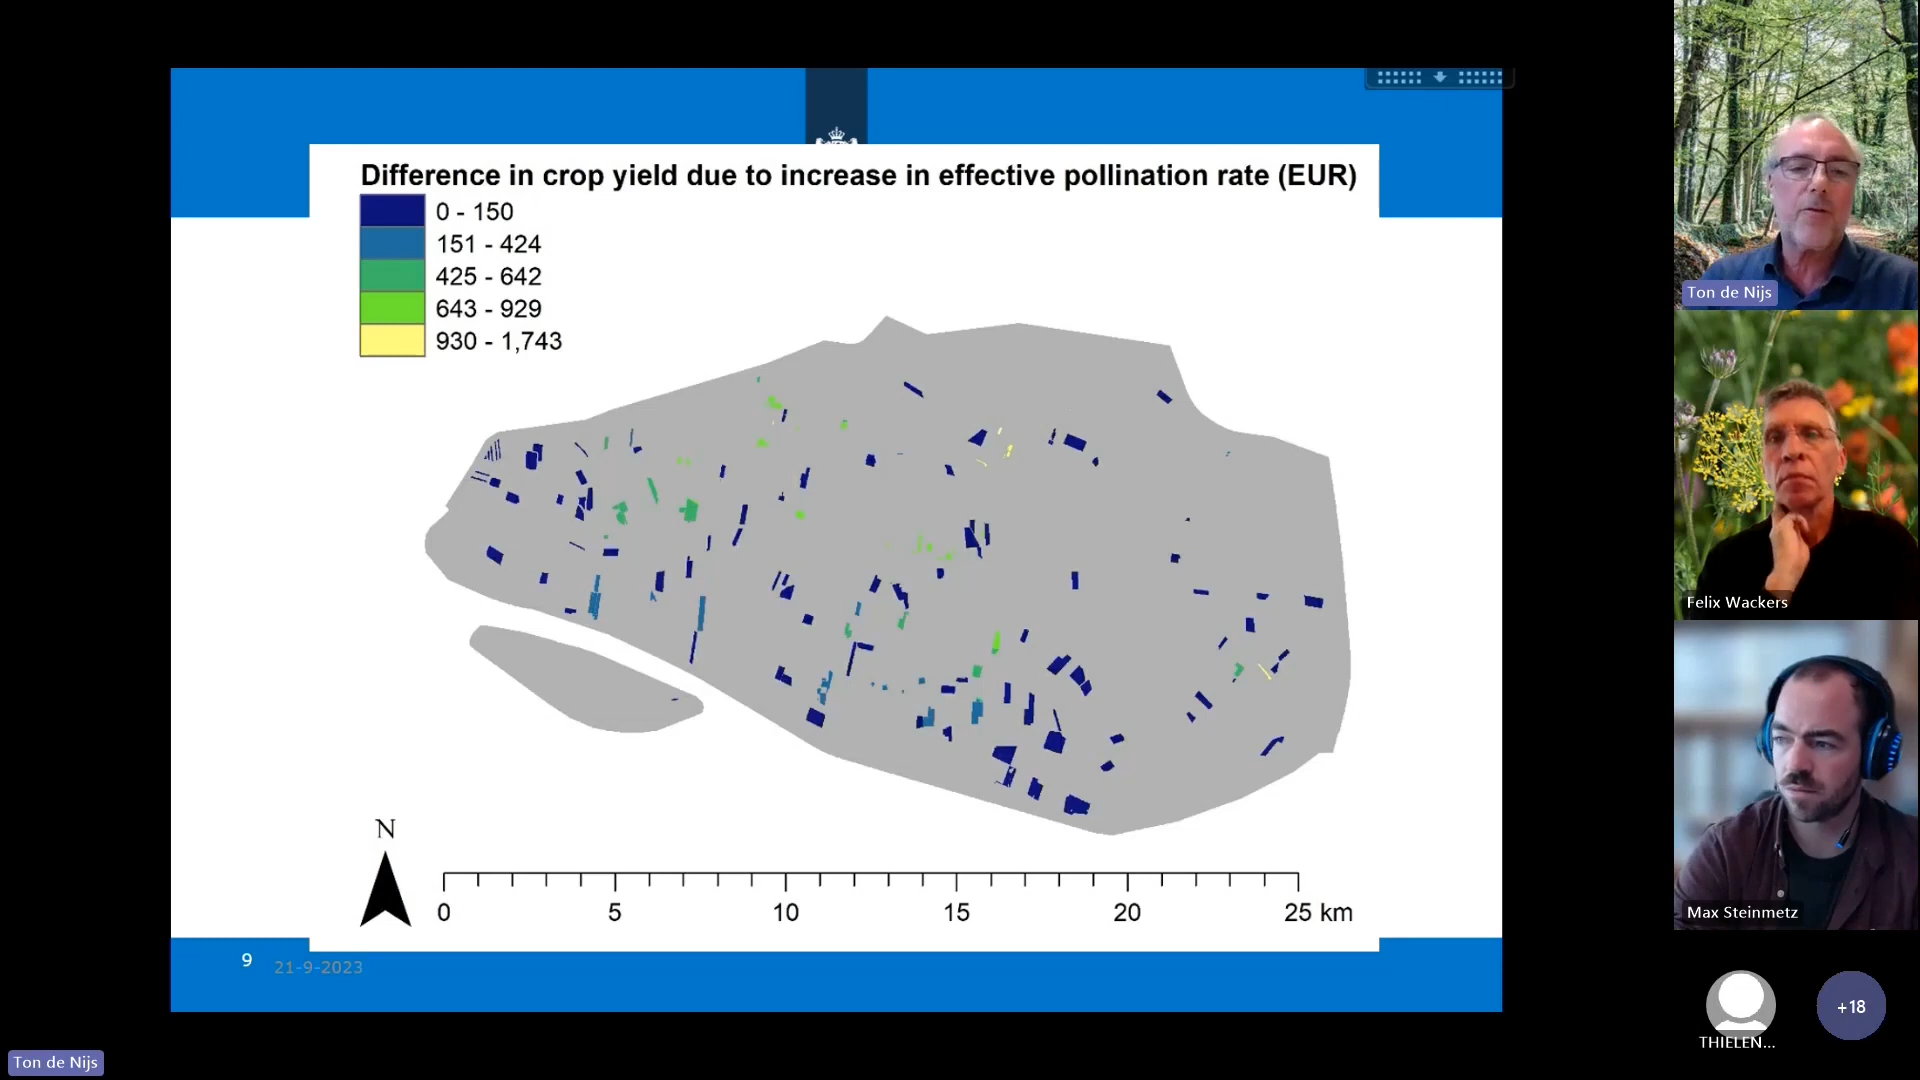 Difference in crop yield due to increase in effective pollination rate (EUR)
0 - 150
151 - 424
425 - 642
643 - 929
930 - 1,743
N
0 5 10 15 20 25 km
9 21-9-2023
Ton de Nijs
Felix Wackers
Max Steinmetz
THIELEN...
+18
Ton de Nijs